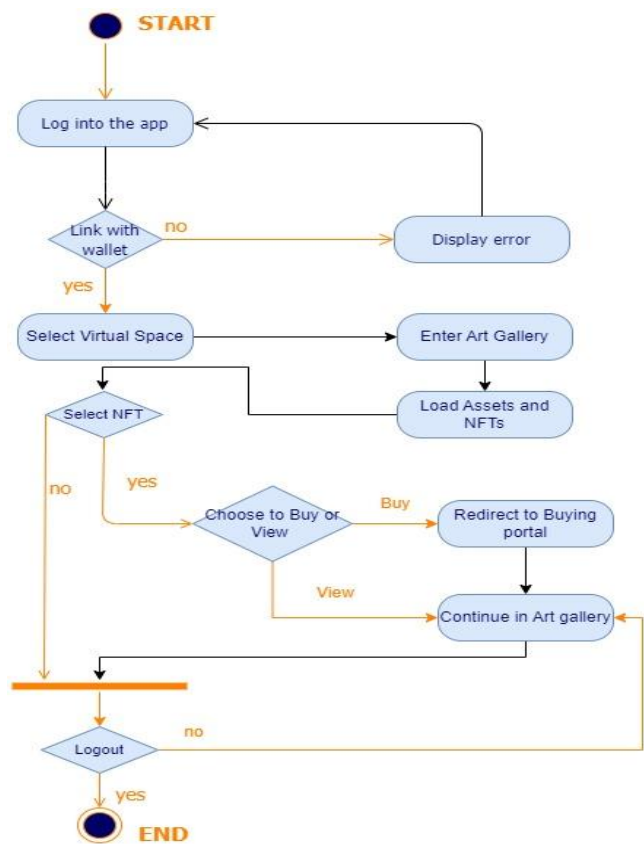 START
Log into the app
Link with
wallet
no
Display error
yes
Select Virtual Space
Enter Art Gallery
Load Assets and
NFTs
Select NFT
no
yes
Choose to Buy or
View
Buy
Redirect to Buying
portal
View
Continue in Art gallery
Logout
no
yes
END